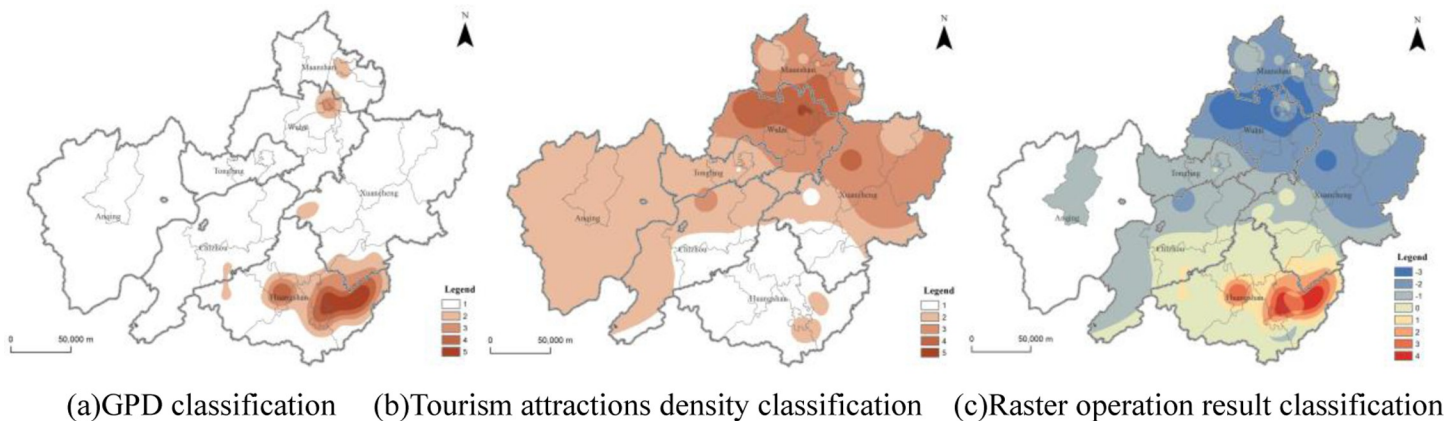 N
Maanshan
Wuhu
Tongling
Xuancheng
Anqing
Chizhou
Huangshan
Legend
1
2
3
4
5
0 50,000 m
N
Maanshan
Wuhu
Tongling
Xuancheng
Anqing
Chizhou
Huangshan
Legend
1
2
3
4
5
0 50,000 m
N
Maanshan
Wuhu
Tongling
Xuancheng
Anqing
Chizhou
Huangshan
Legend
-3
-2
-1
0
1
2
3
4
0 50,000 m
(a)GPD classification (b)Tourism attractions density classification (c)Raster operation result classification